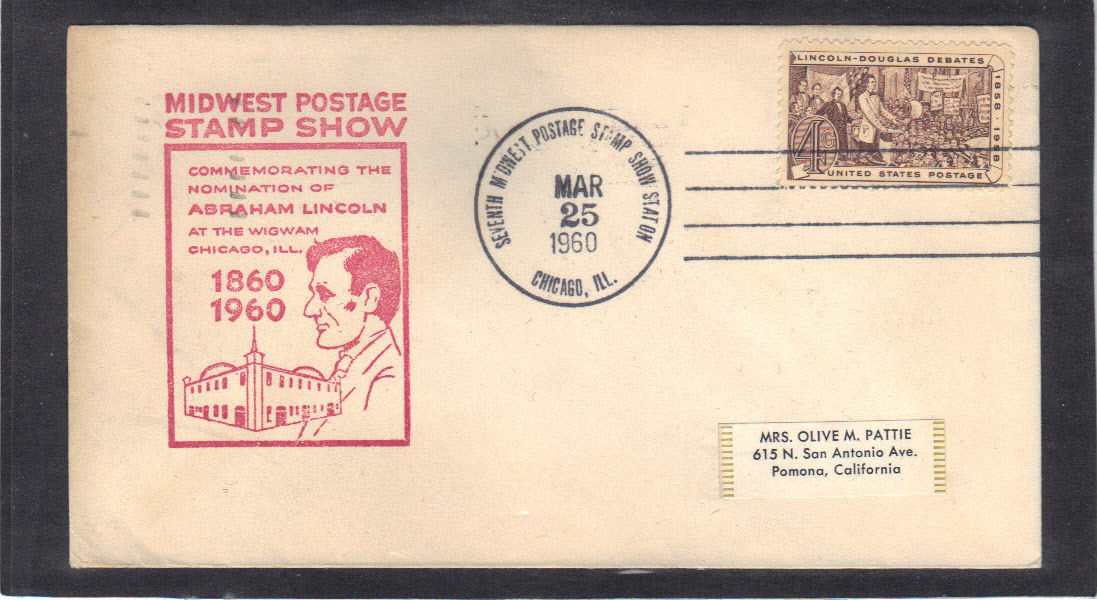 MIDWEST POSTAGE
STAMP SHOW
COMMEMORATING THE
NOMINATION OF
ABRAHAM LINCOLN
AT THE WIGWAM
CHICAGO, ILL.
1860
1960
SEVENTH MIDWEST POSTAGE STAMP SHOW STATION
MAR
25
1960
CHICAGO, ILL.
LINCOLN-DOUGLAS DEBATES
1858 · 1958
4¢
UNITED STATES POSTAGE
MRS. OLIVE M. PATTIE
615 N. San Antonio Ave.
Pomona, California